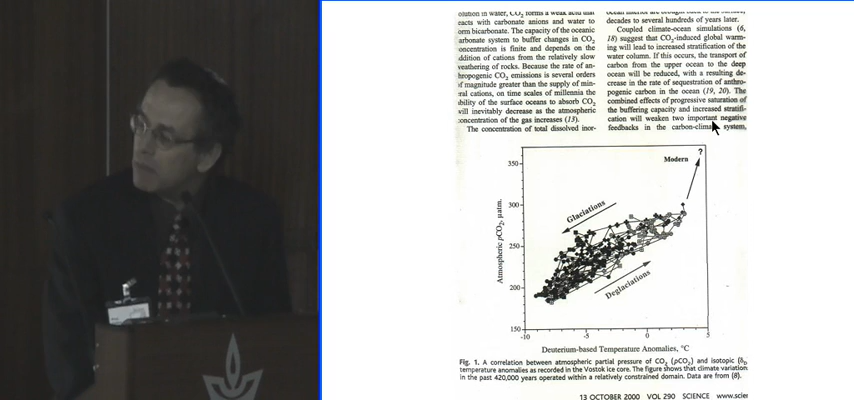 olution in water, CO2 forms a weak acid that
eacts with carbonate anions and water to
orm bicarbonate. The capacity of the oceanic
arbonate system to buffer changes in CO2
oncentration is finite and depends on the
ddition of cations from the relatively slow
veathering of rocks. Because the rate of an-
hropogenic CO2 emissions is several orders
f magnitude greater than the supply of min-
ral cations, on time scales of millennia the
bility of the surface oceans to absorb CO2
vill inevitably decrease as the atmospheric
oncentration of the gas increases (13).
The concentration of total dissolved inor-
decades to several hundreds of years later.
Coupled climate-ocean simulations (6,
18) suggest that CO2-induced global warm-
ing will lead to increased stratification of the
water column. If this occurs, the transport of
carbon from the upper ocean to the deep
ocean will be reduced, with a resulting de-
crease in the rate of sequestration of anthro-
pogenic carbon in the ocean (19, 20). The
combined effects of progressive saturation of
the buffering capacity and increased stratifi-
cation will weaken two important negative
feedbacks in the carbon-climate system,
Atmospheric pCO2, μatm.
350
300
250
200
150
Modern
?
Glaciations
Deglaciations
-10
-5
0
5
Deuterium-based Temperature Anomalies, °C
Fig. 1. A correlation between atmospheric partial pressure of CO2 (pCO2) and isotopic (δD
temperature anomalies as recorded in the Vostok ice core. The figure shows that climate variation
in the past 420,000 years operated within a relatively constrained domain. Data are from (8).
13 OCTOBER 2000 VOL 290 SCIENCE www.scie